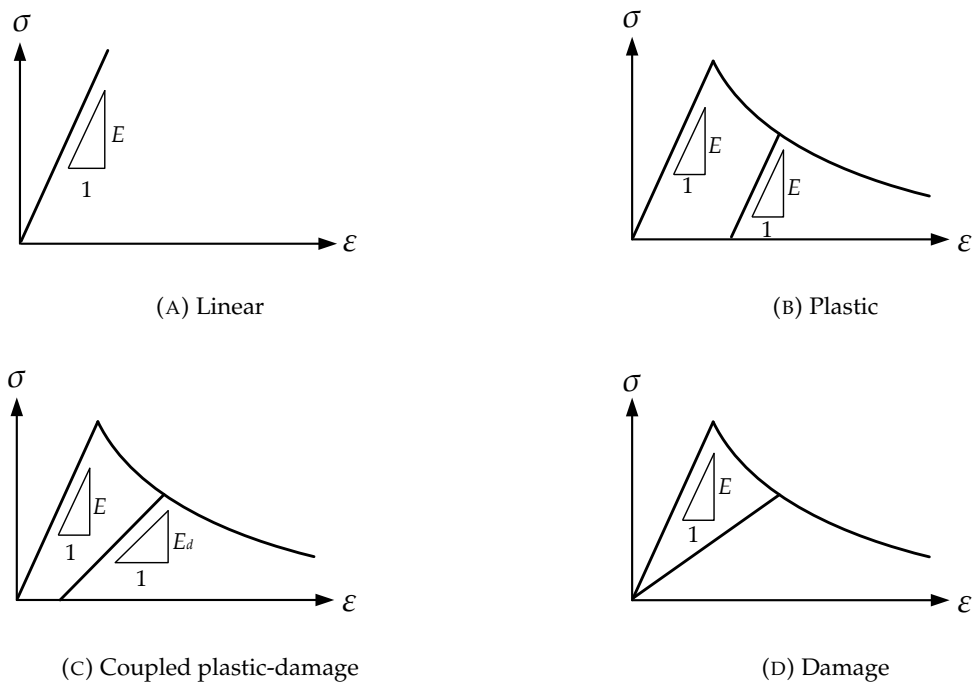 σ
E
1
ε
(A) Linear
σ
E
1
E
1
ε
(B) Plastic
σ
E
1
E_d
1
ε
(C) Coupled plastic-damage
σ
E
1
ε
(D) Damage